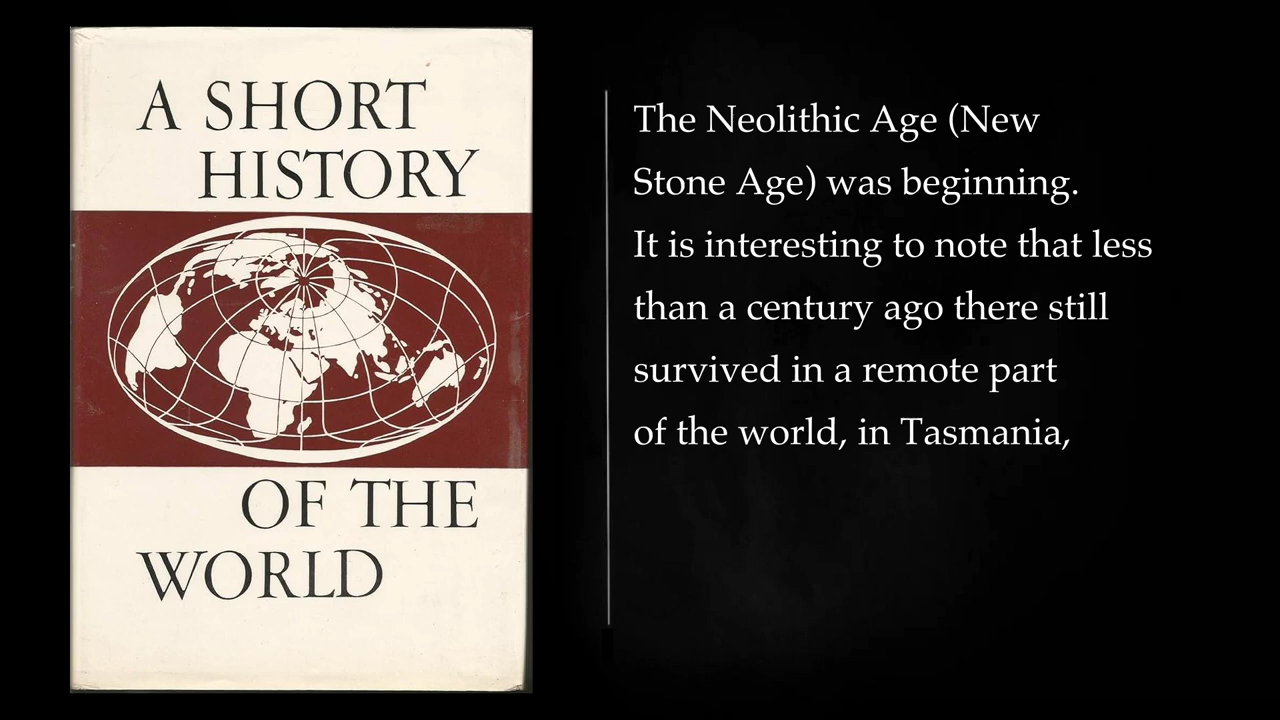 A SHORT
HISTORY
OF THE
WORLD
The Neolithic Age (New
Stone Age) was beginning.
It is interesting to note that less
than a century ago there still
survived in a remote part
of the world, in Tasmania,